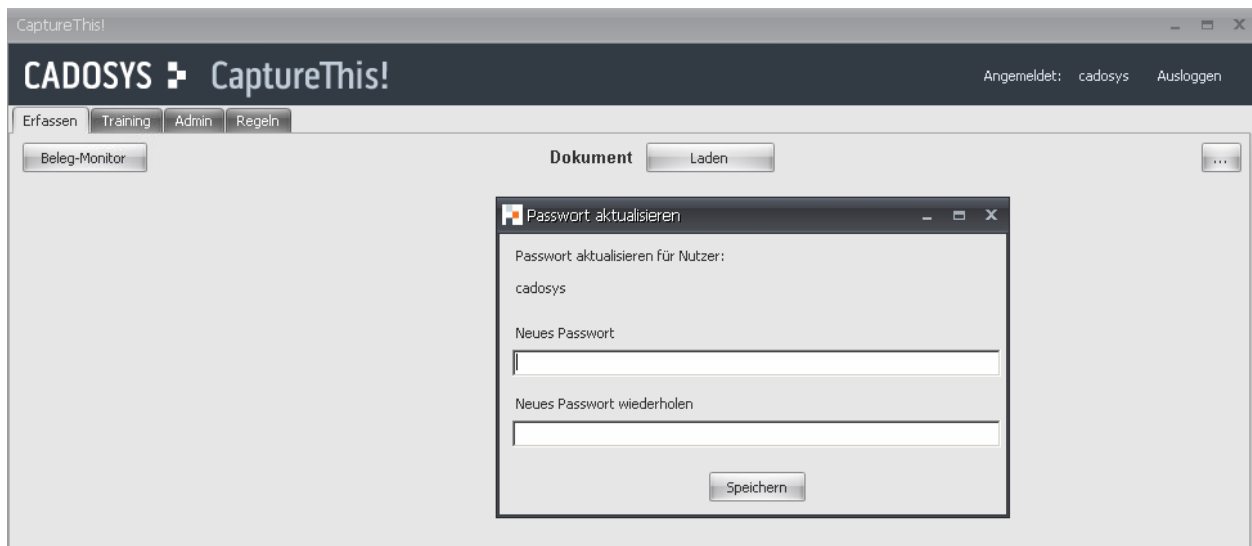 CaptureThis!
CADOSYS CaptureThis!
Angemeldet: cadosys Ausloggen
Erfassen Training Admin Regeln
Beleg-Monitor Dokument Laden ...
Passwort aktualisieren
Passwort aktualisieren für Nutzer:
cadosys
Neues Passwort
Neues Passwort wiederholen
Speichern